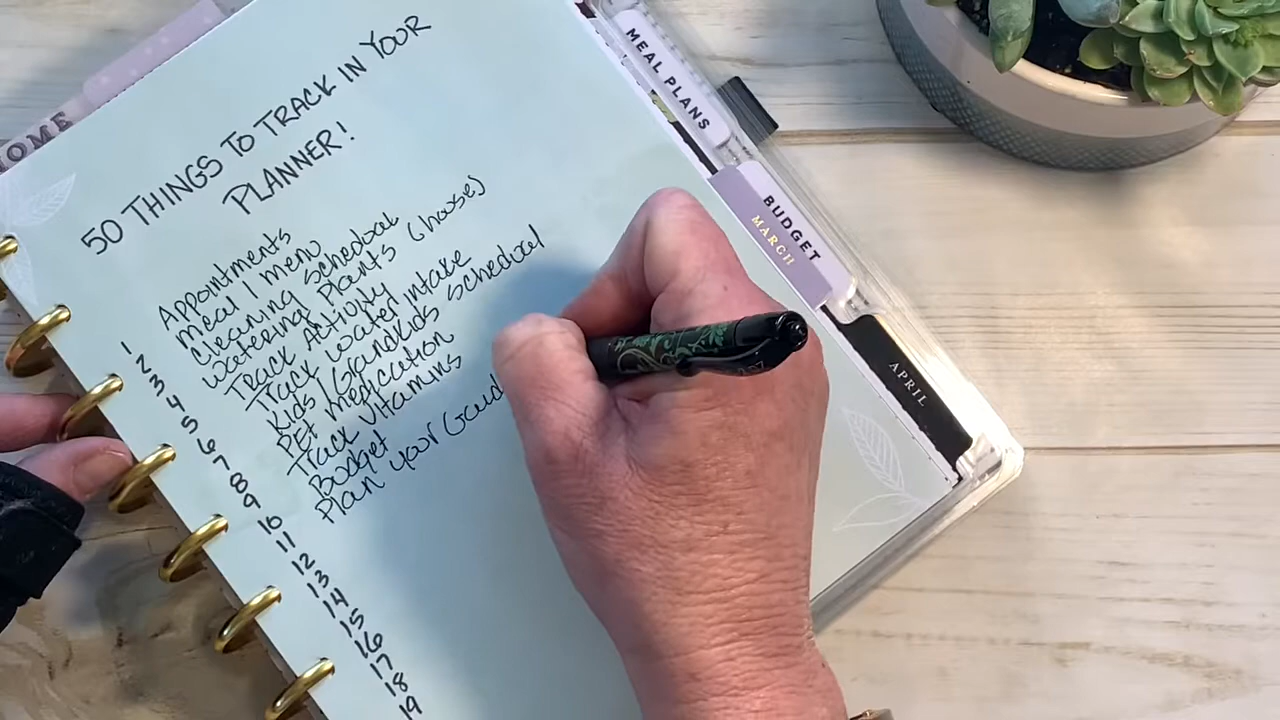 HOME
MEAL PLANS
BUDGET
MARCH
APRIL
50 THINGS TO TRACK IN YOUR
PLANNER!
1 Appointments
2 meal / menu
3 Cleaning schedual
4 watering Plants (houses)
5 Track Activity
6 Track water intake
7 Kids / Grandkids schedual
8 PET medication
9 Track Vitamins
10 Budget
11 Plan your
12
13
14
15
16
17
18
19